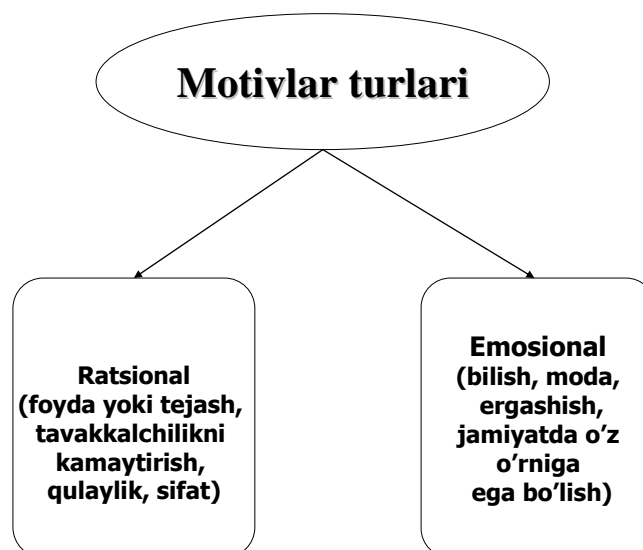 Motivlar turlari
Ratsional
(foyda yoki tejash,
tavakkalchilikni
kamaytirish,
qulaylik, sifat)
Emosional
(bilish, moda,
ergashish,
jamiyatda o’z
o’rniga
ega bo’lish)